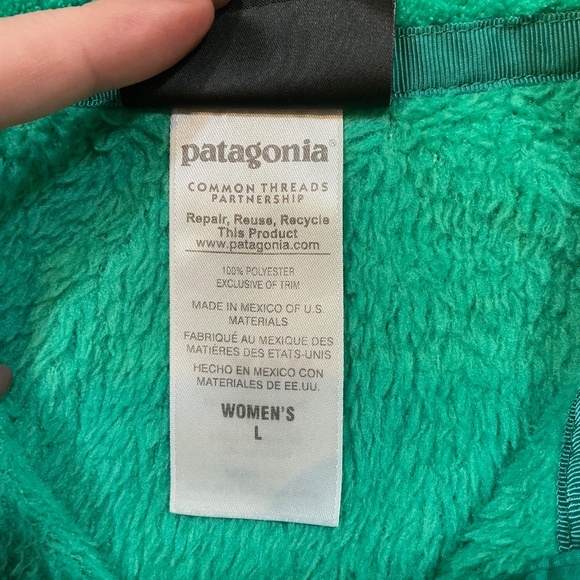 patagonia®
COMMON THREADS
PARTNERSHIP
Repair, Reuse, Recycle
This Product
www.patagonia.com
100% POLYESTER
EXCLUSIVE OF TRIM
MADE IN MEXICO OF U.S.
MATERIALS
FABRIQUÉ AU MEXIQUE DES
MATIÈRES DES ETATS-UNIS
HECHO EN MEXICO CON
MATERIALES DE EE.UU.
WOMEN'S
L